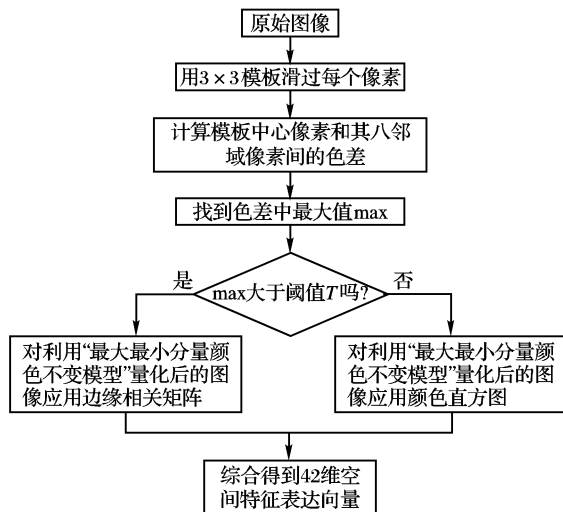 原始图像
用3×3模板滑过每个像素
计算模板中心像素和其八邻
域像素间的色差
找到色差中最大值max
是
max大于阈值T吗?
否
对利用“最大最小分量颜
色不变模型”量化后的图
像应用边缘相关矩阵
对利用“最大最小分量颜
色不变模型”量化后的图
像应用颜色直方图
综合得到42维空
间特征表达向量